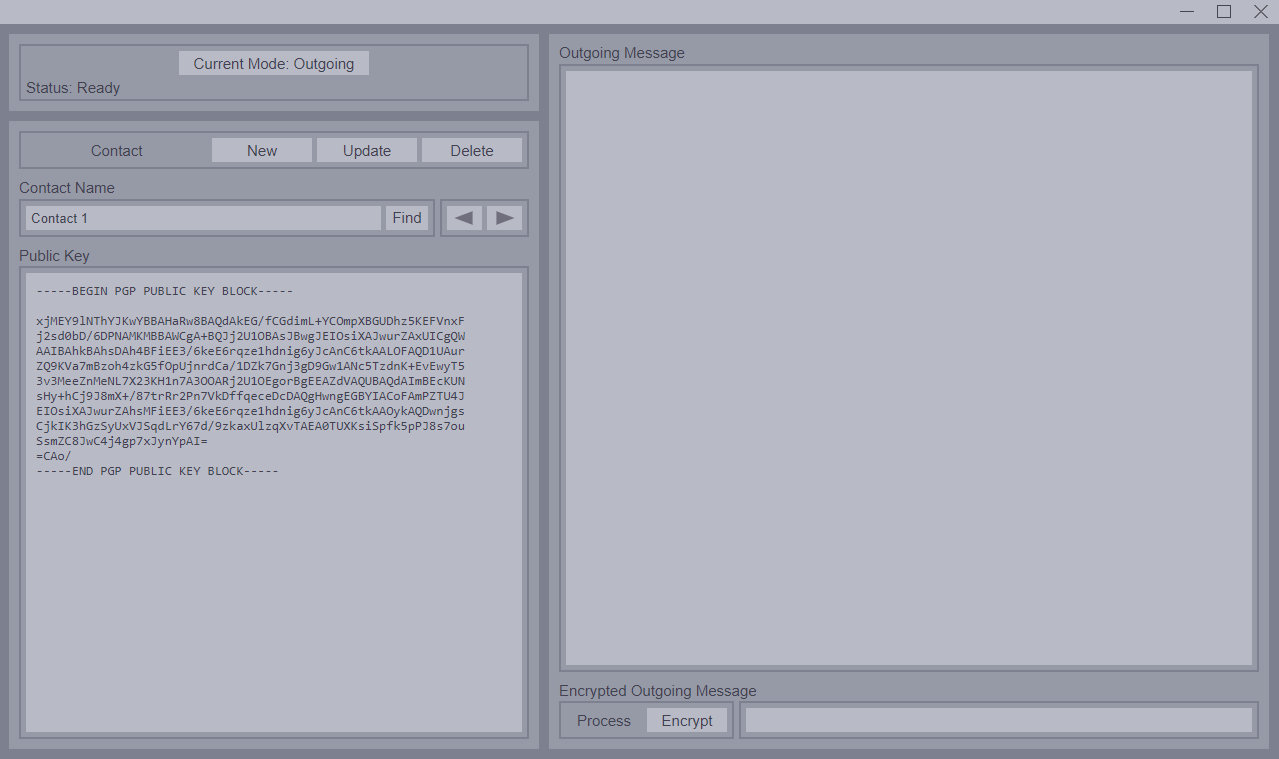 Current Mode: Outgoing
Status: Ready
Contact New Update Delete
Contact Name
Contact 1 Find
Public Key
-----BEGIN PGP PUBLIC KEY BLOCK-----
xjMEY9lNThYJKwYBBAHaRw8BAQdAkEG/fCGdimL+YCOmpXBGUDhz5KEFVnxF
j2sd0bD/6DPNAMKMBBAWCgA+BQJj2U1OBAsJBwgJEIOsiXAJwurZAxUICgQW
AAIBAhkBAhsDAh4BFiEE3/6keE6rqze1hdnig6yJcAnC6tkAALOFAQD1UAur
ZQ9KVa7mBzoh4zkG5fOpUjnrdCa/1DZk7Gnj3gD9Gw1ANc5TzdnK+EvEwyT5
3v3MeeZnMeNL7X23KH1n7A3OOARj2U1OEgorBgEEAZdVAQUBAQdAImBEcKUN
sHy+hCj9J8mX+/87trRr2Pn7VkDffqeceDcDAQgHwngEGBYIACoFAmPZTU4J
EIOsiXAJwurZAhsMFiEE3/6keE6rqze1hdnig6yJcAnC6tkAAOykAQDwnjgs
CjkIK3hGzSyUxVJSqdLrY67d/9zkaxUlzqXvTAEA0TUXKsiSpfk5pPJ8s7ou
SsmZC8JwC4j4gp7xJynYpAI=
=CAo/
-----END PGP PUBLIC KEY BLOCK-----
Outgoing Message
Encrypted Outgoing Message
Process Encrypt